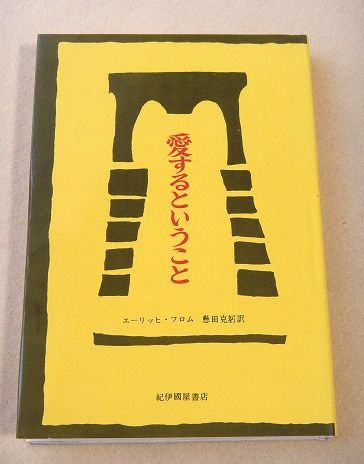 愛するということ
エーリッヒ・フロム 懸田克躬訳
紀伊國屋書店